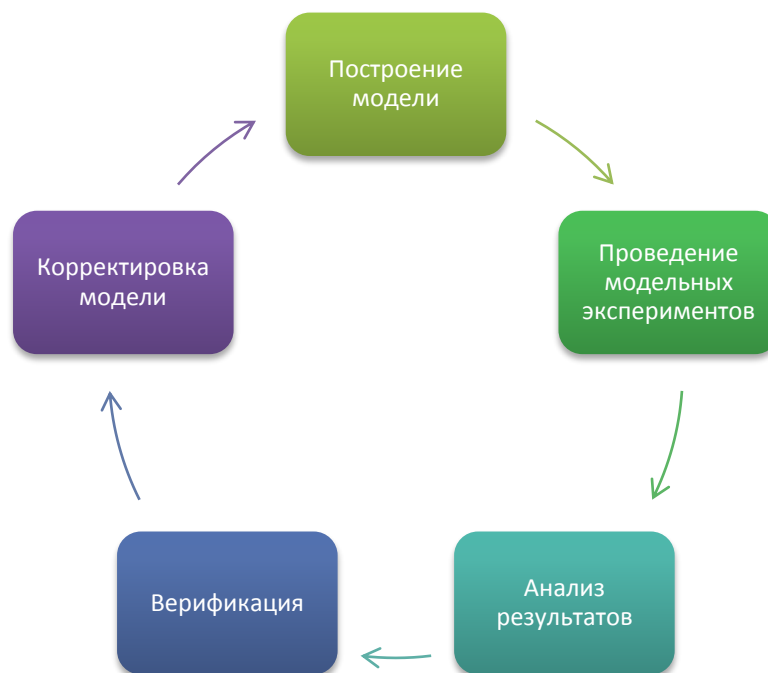 Построение
модели
Проведение
модельных
экспериментов
Анализ
результатов
Верификация
Корректировка
модели